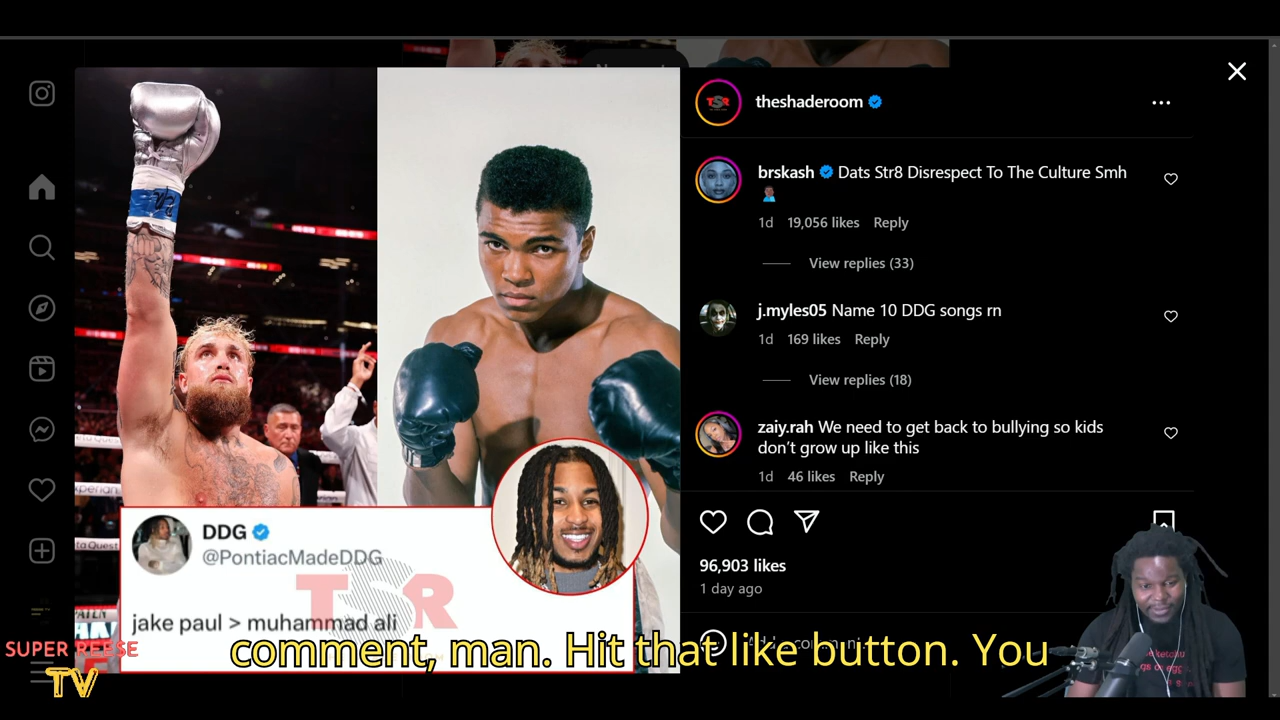 theshaderoom
brskash Dats Str8 Disrespect To The Culture Smh
1d 19,056 likes Reply
View replies (33)
j.myles05 Name 10 DDG songs rn
1d 169 likes Reply
View replies (18)
zaiy.rah We need to get back to bullying so kids
don't grow up like this
1d 46 likes Reply
96,903 likes
1 day ago
DDG
@PontiacMadeDDG
TSR
jake paul > muhammad ali
SUPER REESE
TV
comment, man. Hit that like button. You